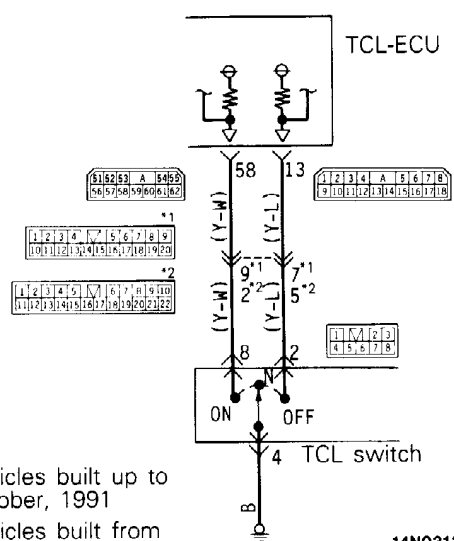 TCL-ECU
58 13
51 52 53 A 54 55
56 57 58 59 60 61 62
1 2 3 4 A 5 6 7 8
9 10 11 12 13 14 15 16 17 18
*1
1 2 3 4 5 6 7 8 9
10 11 12 13 14 15 16 17 18 19 20
(Y-W) (Y-L)
*2
1 2 3 4 5 6 7 8 9 10
11 12 13 14 15 16 17 18 19 20 21 22
9*1 7*1
2*2 5*2
(Y-W) (Y-L)
1 2 3
4 5 6 7 8
8 2
N
ON OFF
4 TCL switch
B
icles built up to
ober, 1991
icles built from